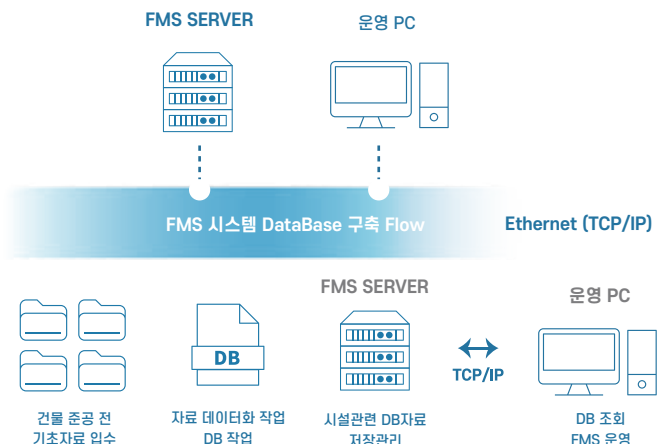 FMS SERVER
운영 PC
FMS 시스템 DataBase 구축 Flow
Ethernet (TCP/IP)
FMS SERVER
운영 PC
DB
TCP/IP
건물 준공 전
기초자료 입수
자료 데이터화 작업
DB 작업
시설관련 DB자료
저장관리
DB 조회
FMS 운영